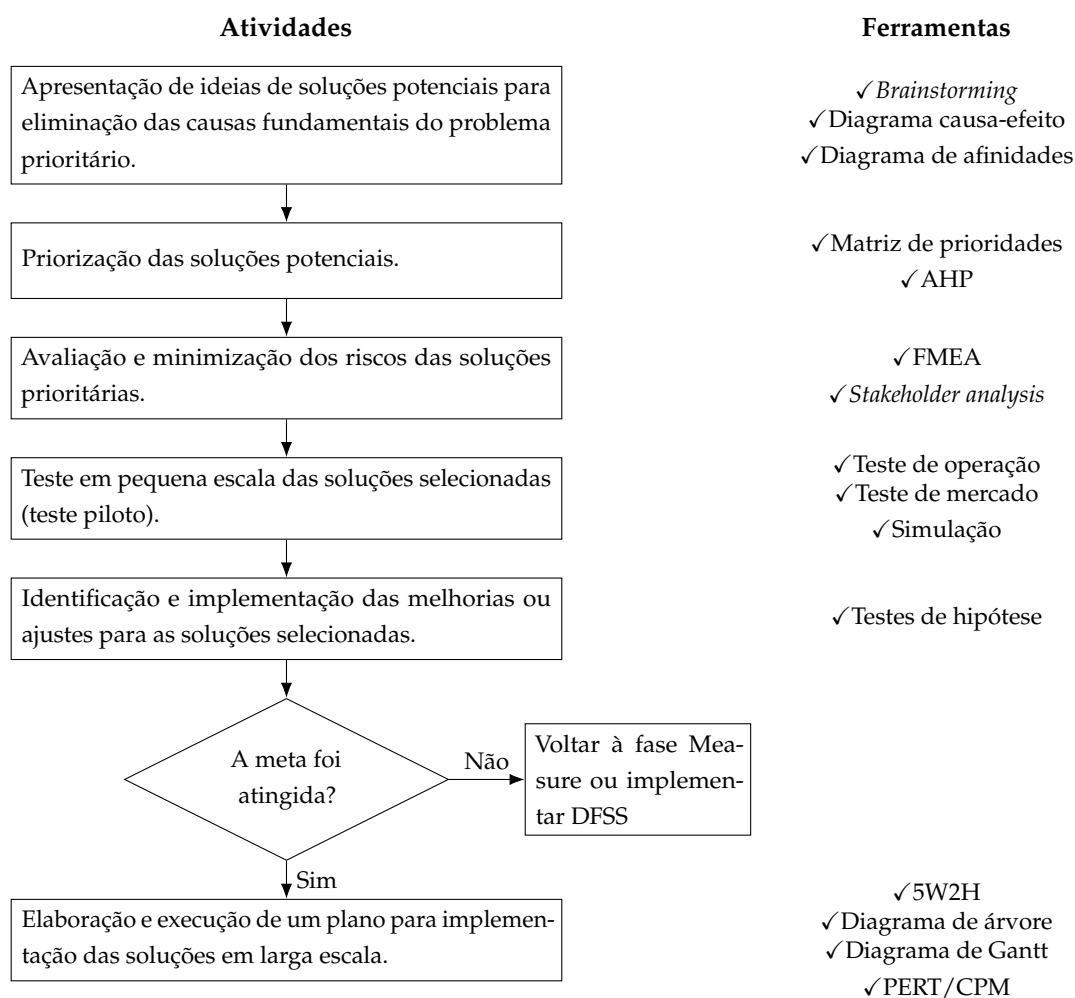 Atividades
Ferramentas
Apresentação de ideias de soluções potenciais para
eliminação das causas fundamentais do problema
prioritário.
✓Brainstorming
✓Diagrama causa-efeito
✓Diagrama de afinidades
Priorização das soluções potenciais.
✓Matriz de prioridades
✓AHP
Avaliação e minimização dos riscos das soluções
prioritárias.
✓FMEA
✓Stakeholder analysis
Teste em pequena escala das soluções selecionadas
(teste piloto).
✓Teste de operação
✓Teste de mercado
✓Simulação
Identificação e implementação das melhorias ou
ajustes para as soluções selecionadas.
✓Testes de hipótese
A meta foi
atingida?
Não
Voltar à fase Mea-
sure ou implemen-
tar DFSS
Sim
Elaboração e execução de um plano para implemen-
tação das soluções em larga escala.
✓5W2H
✓Diagrama de árvore
✓Diagrama de Gantt
✓PERT/CPM